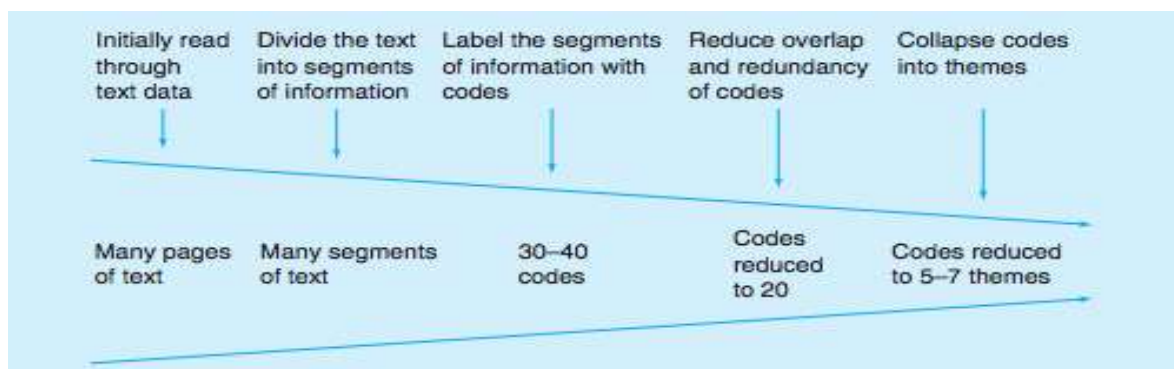 Initially read
through
text data
Divide the text
into segments
of information
Label the segments
of information with
codes
Reduce overlap
and redundancy
of codes
Collapse codes
into themes
Many pages
of text
Many segments
of text
30–40
codes
Codes
reduced
to 20
Codes reduced
to 5–7 themes